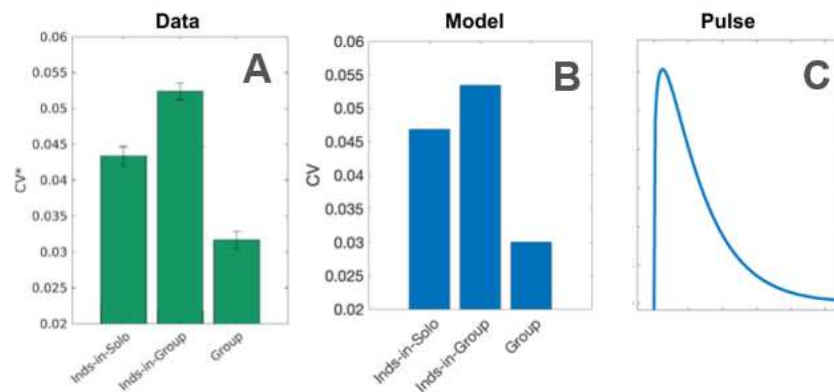 Data
Model
Pulse
A
B
C
CV*
0.06
0.055
0.05
0.045
0.04
0.035
0.03
0.025
0.02
Inds-in-Solo
Inds-in-Group
Group
CV
0.06
0.055
0.05
0.045
0.04
0.035
0.03
0.025
0.02
Inds-in-Solo
Inds-in-Group
Group